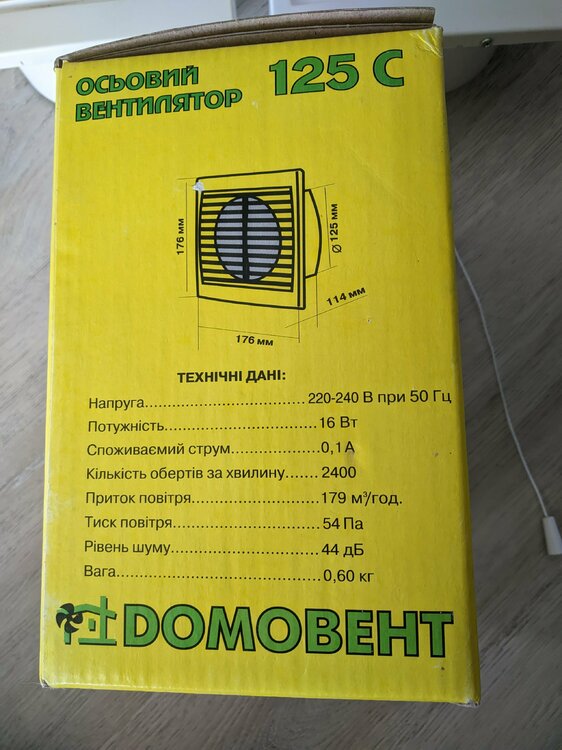 ОСЬОВИЙ
ВЕНТИЛЯТОР
125 С
176 мм
Ø 125 мм
114 мм
176 мм
ТЕХНІЧНІ ДАНІ:
Напруга.............................220-240 В при 50 Гц
Потужність............................16 Вт
Споживаємий струм................0,1А
Кількість обертів за хвилину.......2400
Приток повітря........................179 м³/год.
Тиск повітря...........................54 Па
Рівень шуму...........................44 дБ
Вага....................................0,60 кг
DOMOВЕНТ